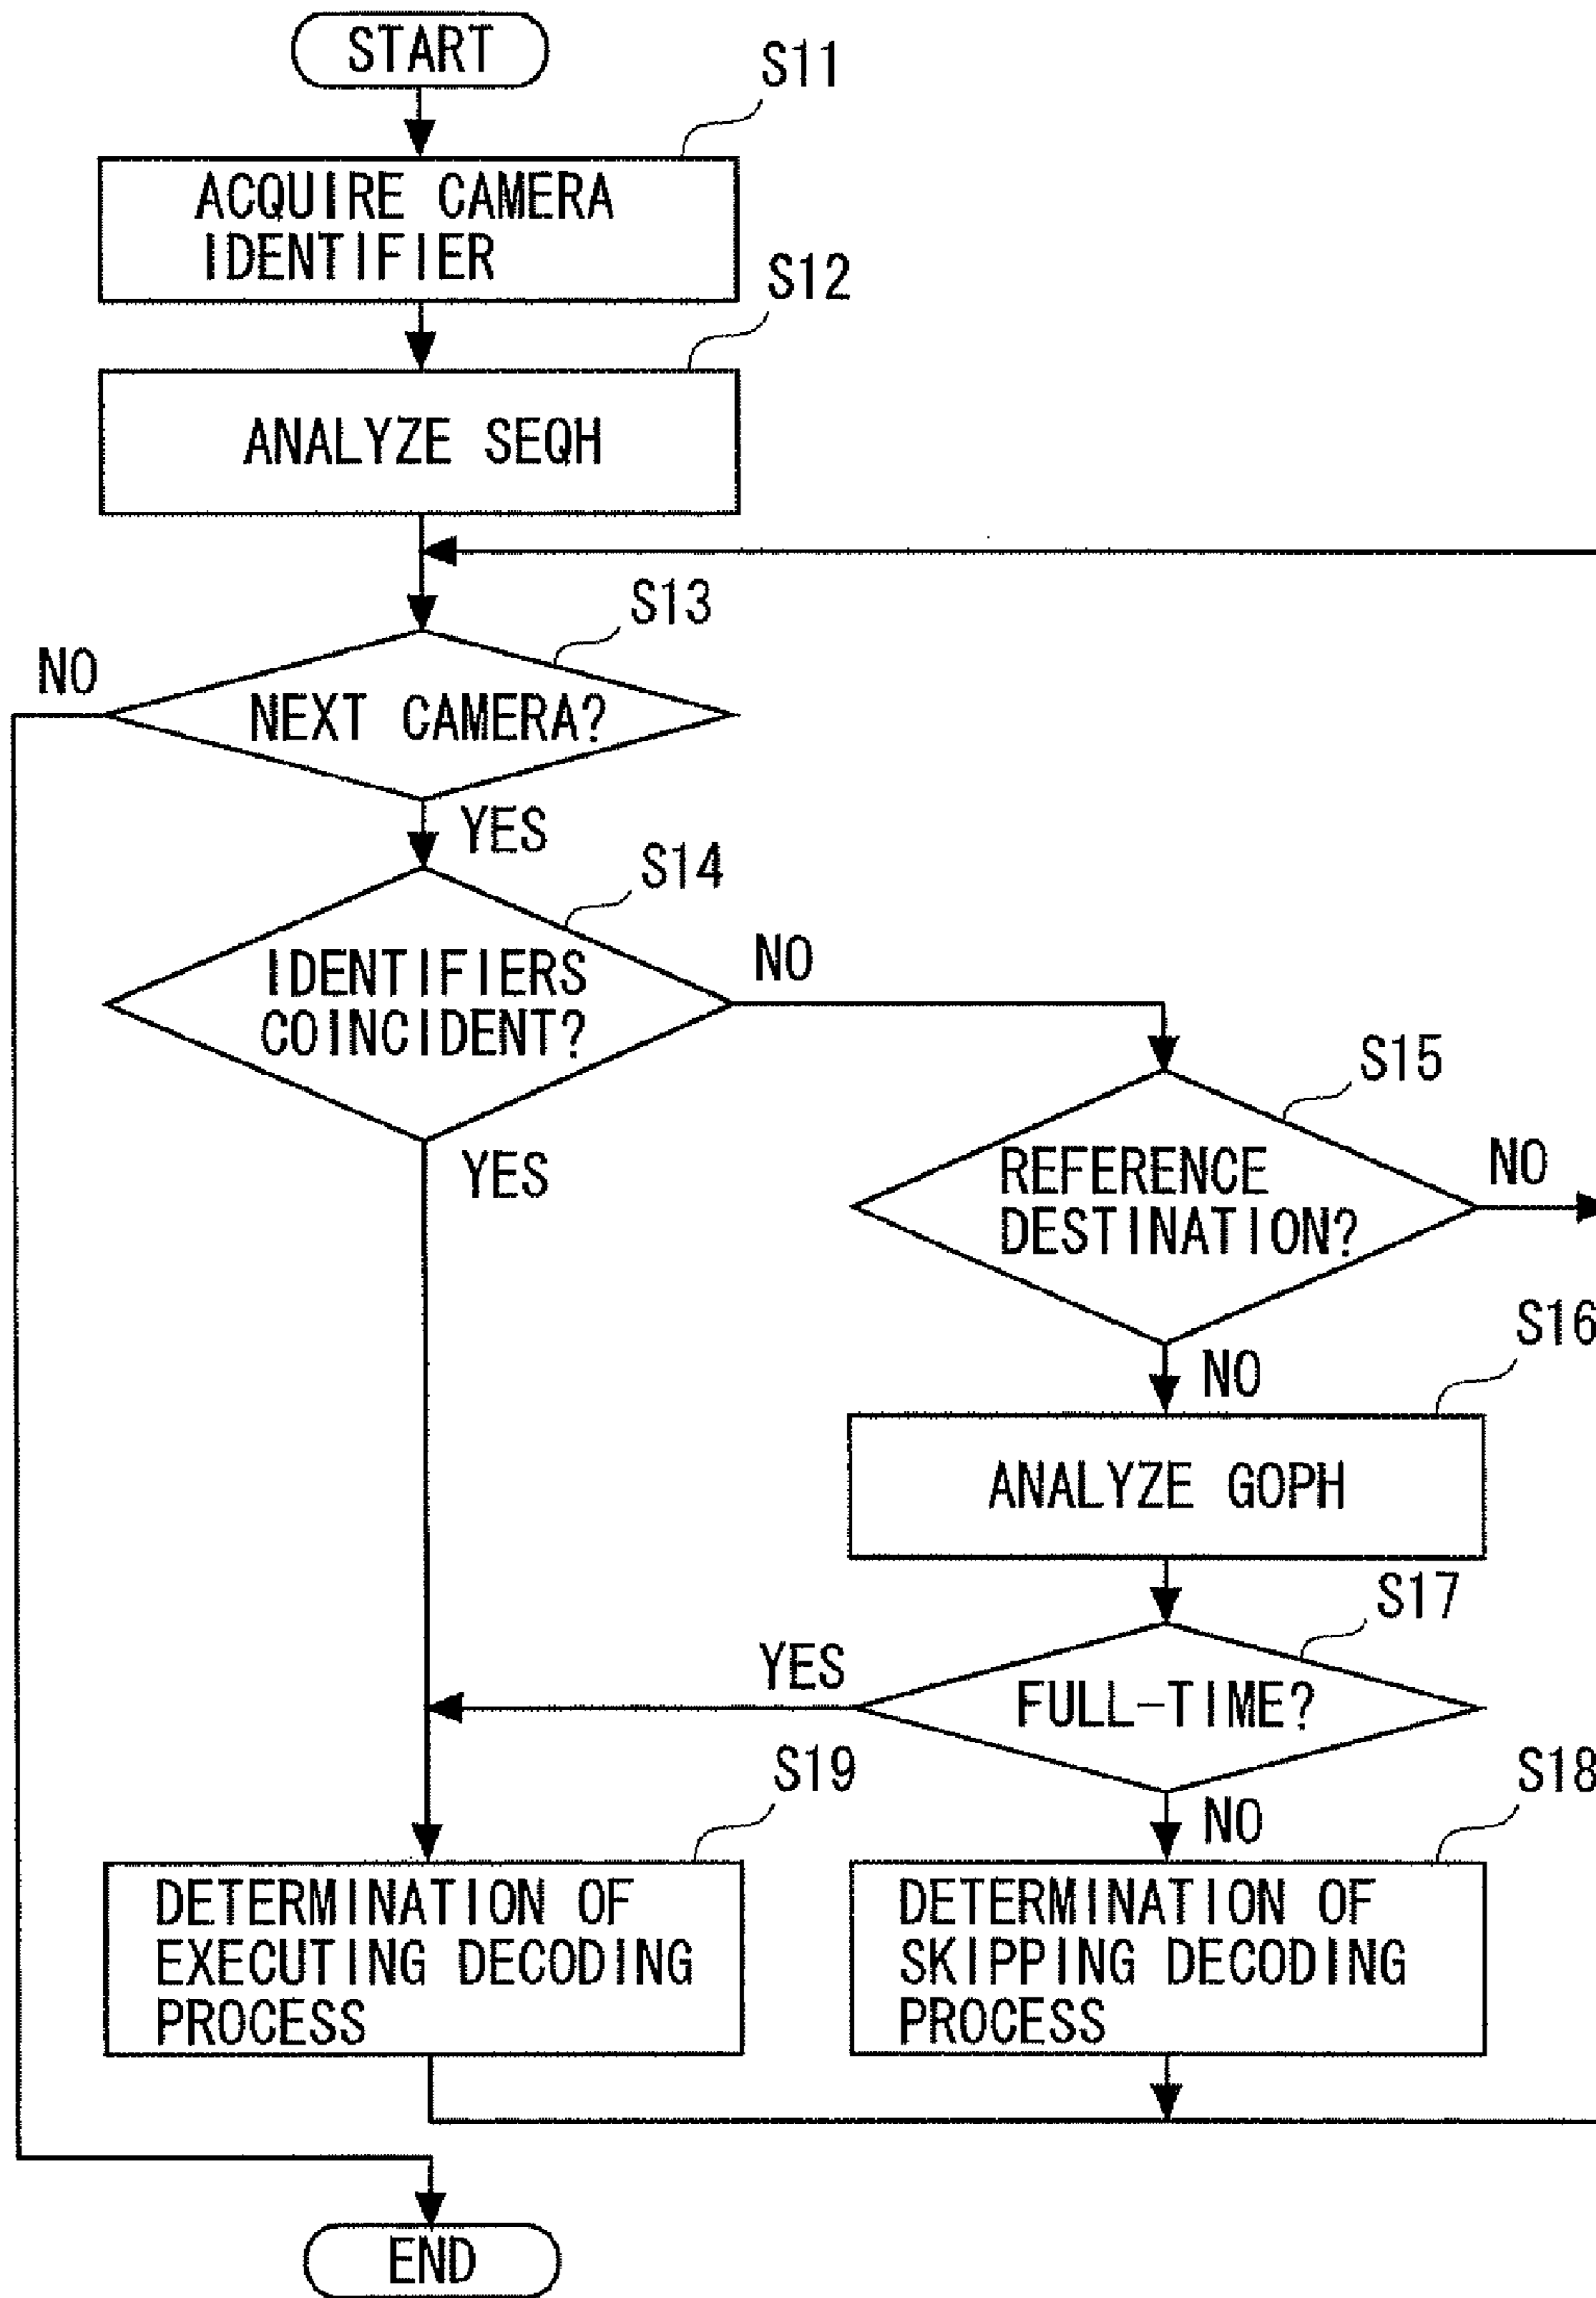 START
S11
ACQUIRE CAMERA
IDENTIFIER
S12
ANALYZE SEQH
S13
NO
NEXT CAMERA?
YES
S14
NO
IDENTIFIERS
COINCIDENT?
YES
S15
REFERENCE
DESTINATION?
NO
NO
S16
ANALYZE GOPH
S17
YES
FULL-TIME?
NO
S19
S18
DETERMINATION OF
EXECUTING DECODING
PROCESS
DETERMINATION OF
SKIPPING DECODING
PROCESS
END